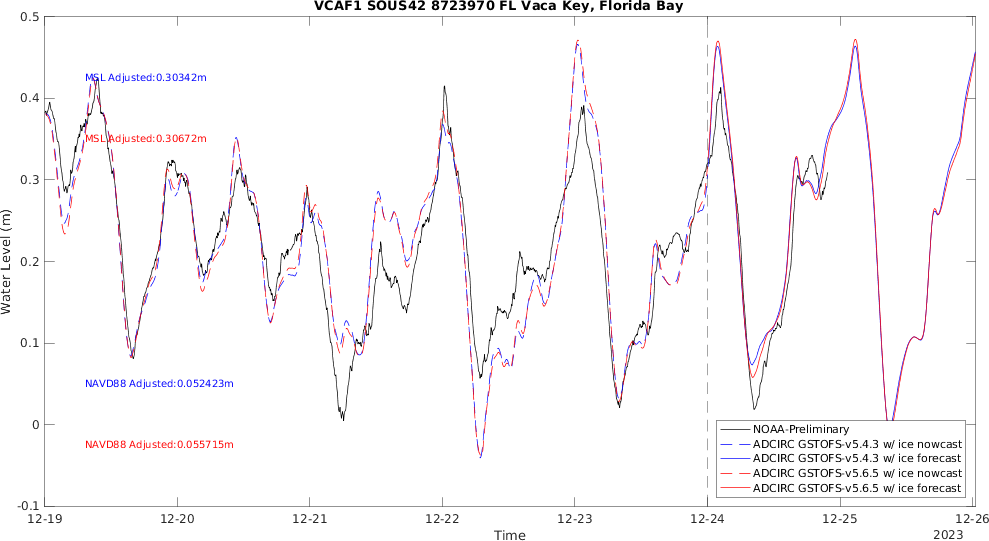 VCAF1 SOUS42 8723970 FL Vaca Key, Florida Bay
0.5
0.4
0.3
0.2
0.1
0
-0.1
Water Level (m)
MSL Adjusted:0.30342m
MSL Adjusted:0.30672m
NAVD88 Adjusted:0.052423m
NAVD88 Adjusted:0.055715m
NOAA-Preliminary
ADCIRC GSTOFS-v5.4.3 w/ ice nowcast
ADCIRC GSTOFS-v5.4.3 w/ ice forecast
ADCIRC GSTOFS-v5.6.5 w/ ice nowcast
ADCIRC GSTOFS-v5.6.5 w/ ice forecast
12-19 12-20 12-21 12-22 12-23 12-24 12-25 12-26
Time
2023